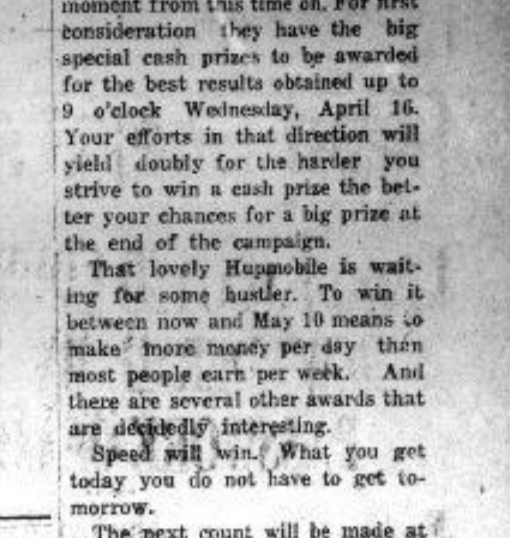 moment from this time on. For first
consideration they have the big
special cash prizes to be awarded
for the best results obtained up to
9 o'clock Wednesday, April 16.
Your efforts in that direction will
yield doubly for the harder you
strive to win a cash prize the bet-
ter your chances for a big prize at
the end of the campaign.
That lovely Hupmobile is wait-
ing for some hustler. To win it
between now and May 10 means to
make more money per day than
most people earn per week. And
there are several other awards that
are decidedly interesting.
Speed will win. What you get
today you do not have to get to-
morrow.
The next count will be made at